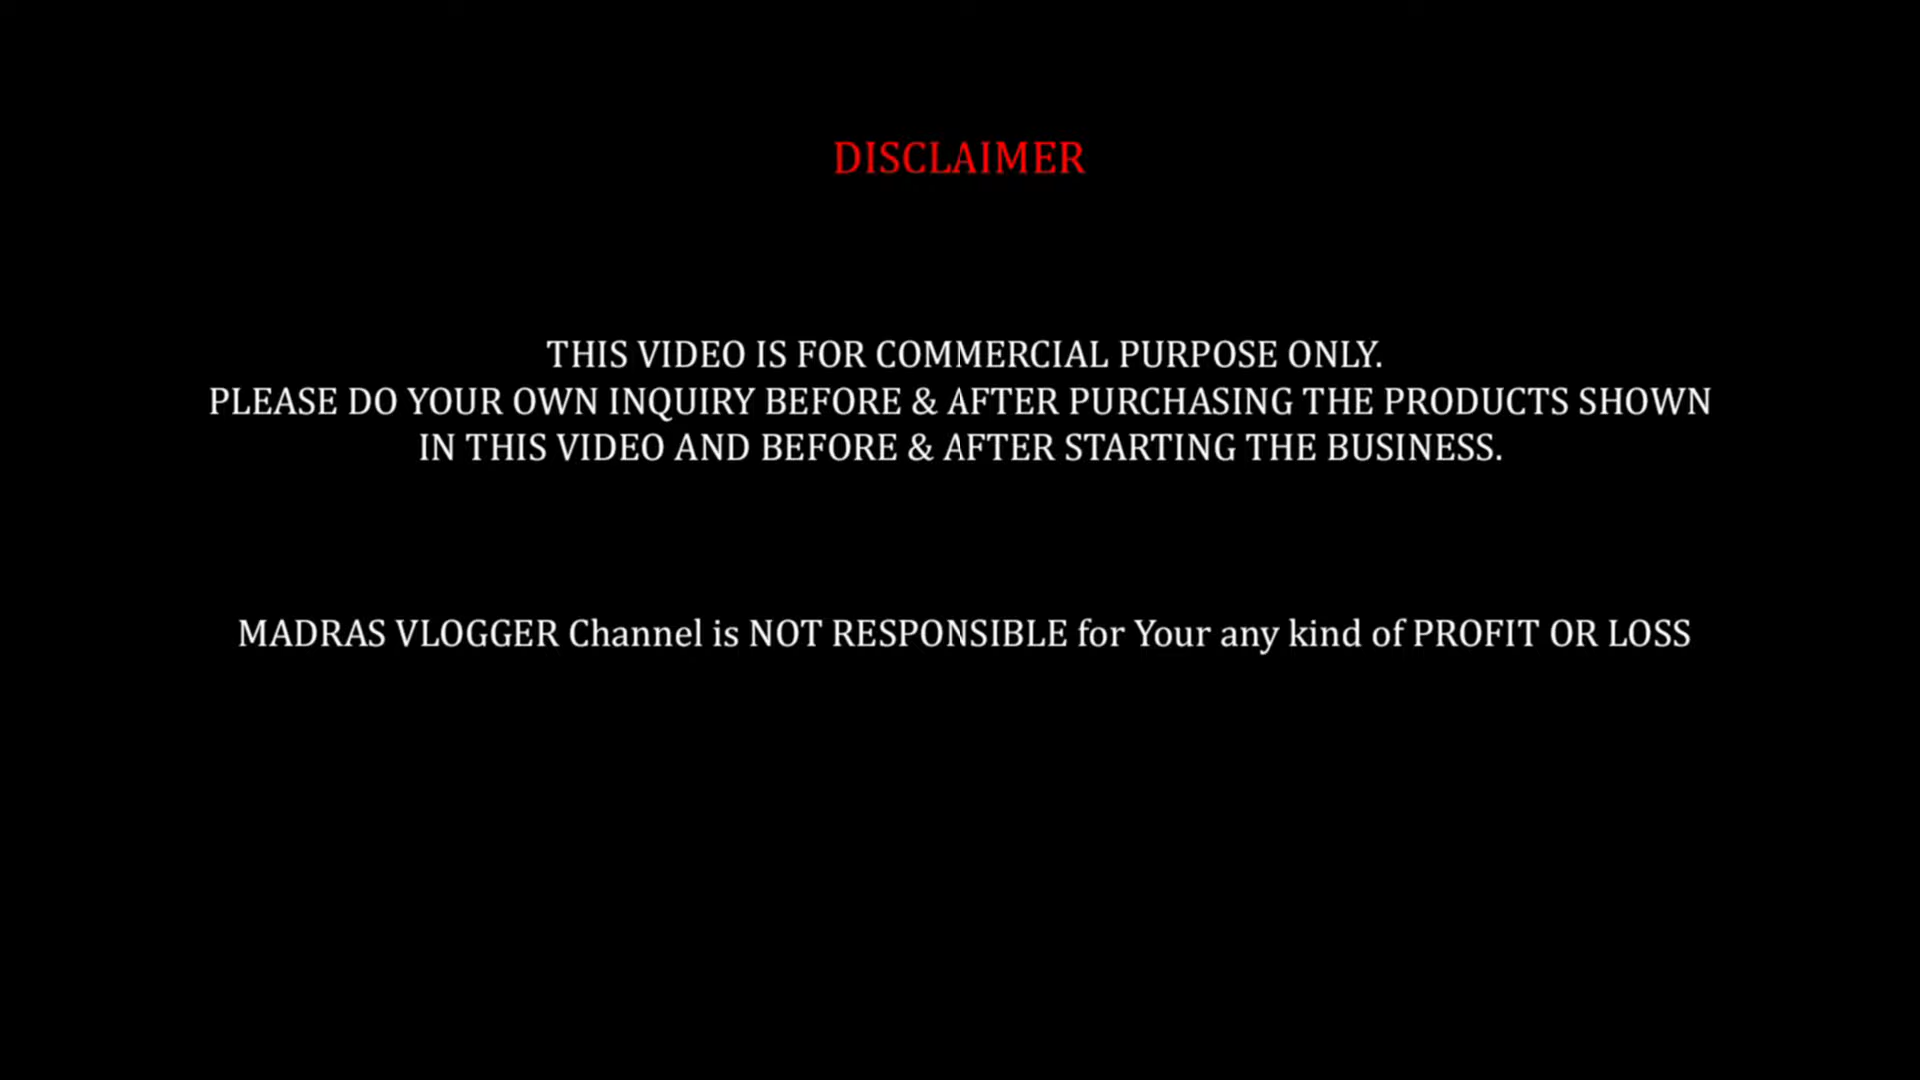 DISCLAIMER
THIS VIDEO IS FOR COMMERCIAL PURPOSE ONLY.
PLEASE DO YOUR OWN INQUIRY BEFORE & AFTER PURCHASING THE PRODUCTS SHOWN
IN THIS VIDEO AND BEFORE & AFTER STARTING THE BUSINESS.
MADRAS VLOGGER Channel is NOT RESPONSIBLE for Your any kind of PROFIT OR LOSS